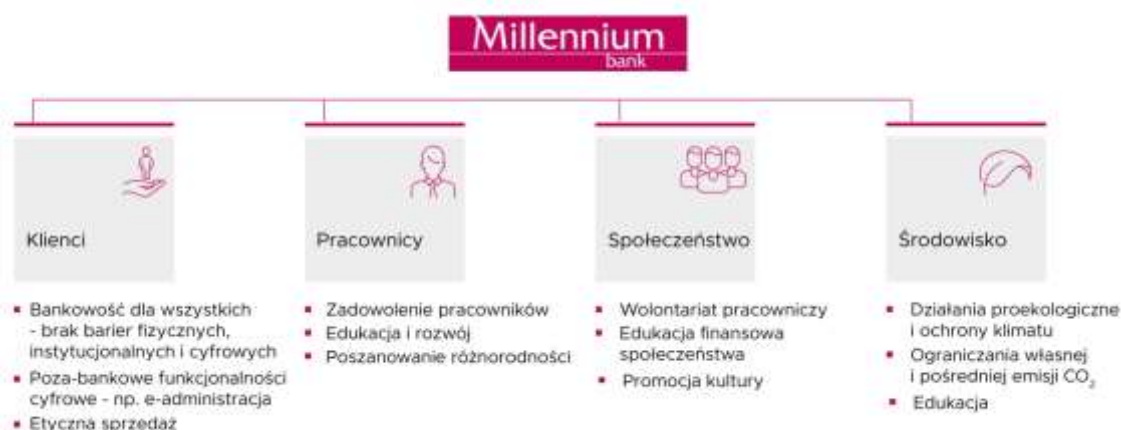 Millennium
bank
Klienci
Pracownicy
Społeczeństwo
Środowisko
▪ Bankowość dla wszystkich
- brak barier fizycznych,
instytucjonalnych i cyfrowych
▪ Poza-bankowe funkcjonalności
cyfrowe - np. e-administracja
▪ Etyczna sprzedaż
▪ Zadowolenie pracowników
▪ Edukacja i rozwój
▪ Poszanowanie różnorodności
▪ Wolontariat pracowniczy
▪ Edukacja finansowa
społeczeństwa
▪ Promocja kultury
▪ Działania proekologiczne
i ochrony klimatu
▪ Ograniczania własnej
i pośredniej emisji CO₂
▪ Edukacja